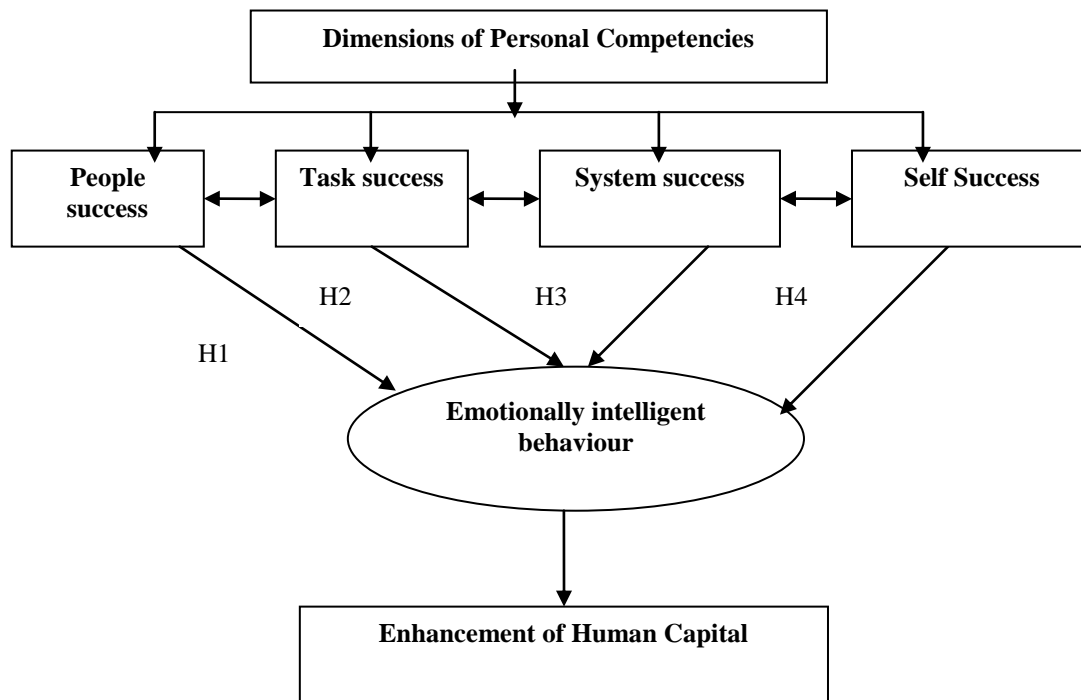 Dimensions of Personal Competencies
People
success
Task success
System success
Self Success
H2
H3
H4
H1
Emotionally intelligent
behaviour
Enhancement of Human Capital